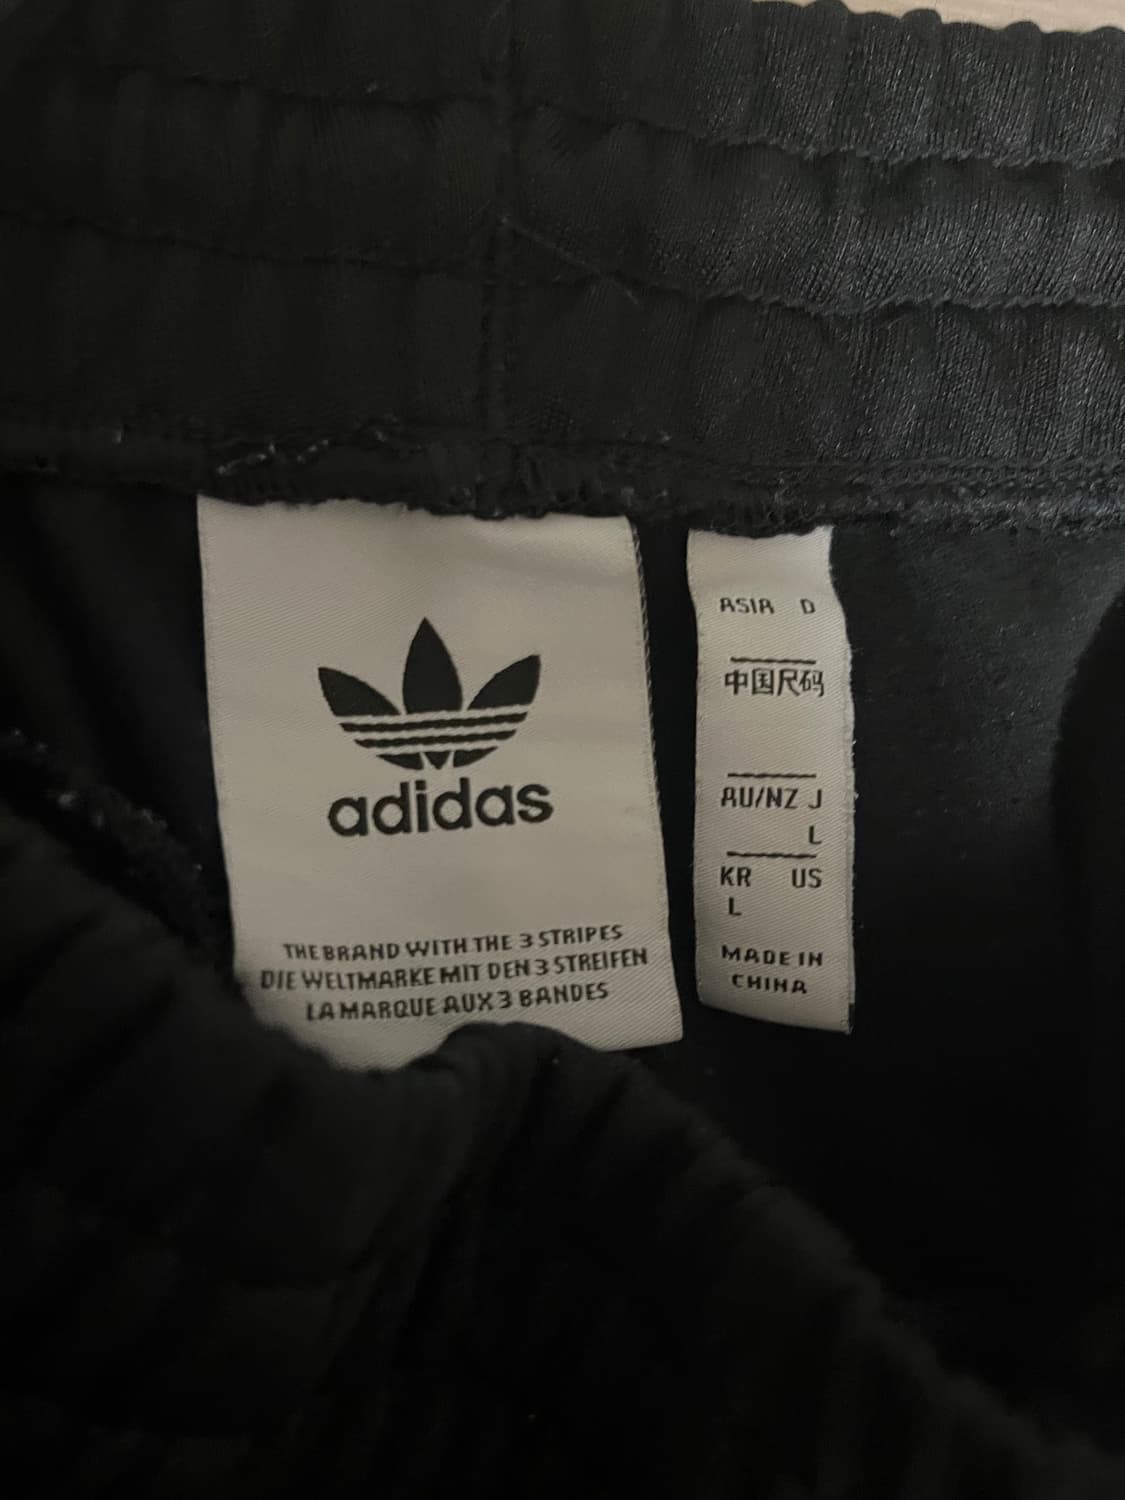 adidas
THE BRAND WITH THE 3 STRIPES
DIE WELTMARKE MIT DEN 3 STREIFEN
LA MARQUE AUX 3 BANDES
ASIA D
中国尺码
AU/NZ J
L
KR US
L
MADE IN
CHINA